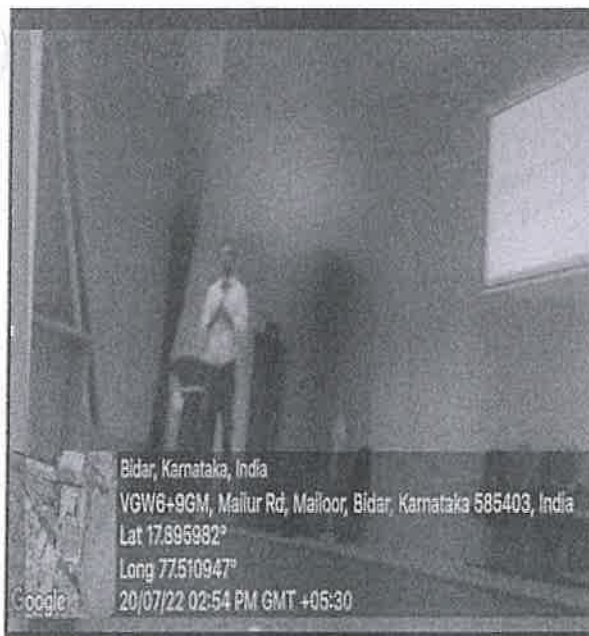 Bidar, Karnataka, India
VGW6+9GM, Mailur Rd, Mailoor, Bidar, Karnataka 585403, India
Lat 17.895982°
Long 77.510947°
20/07/22 02:54 PM GMT +05:30
Google